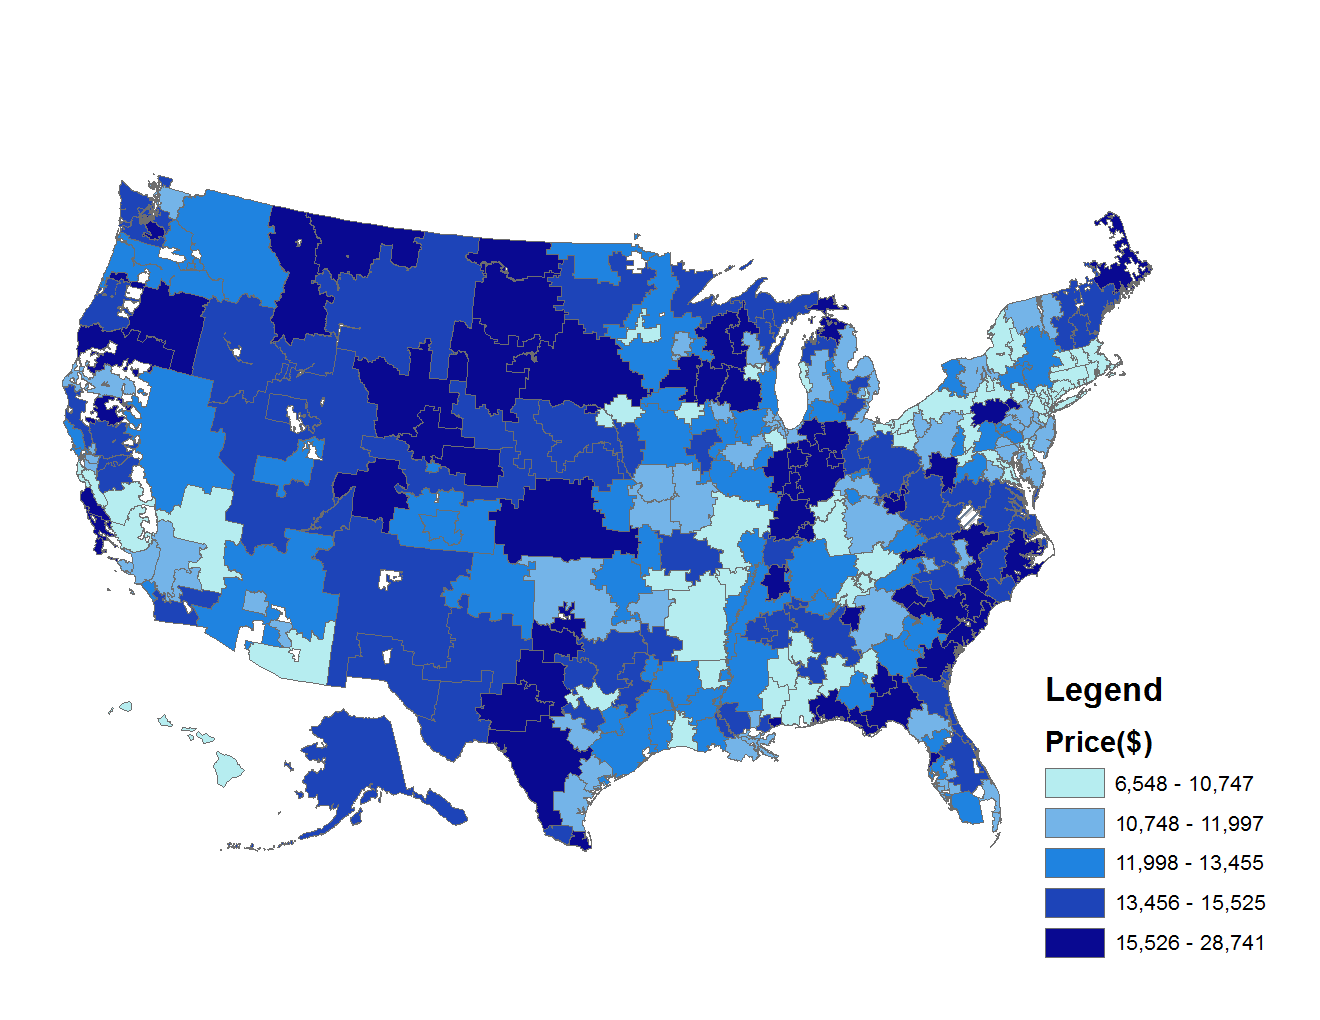 Legend
Price($)
6,548 - 10,747
10,748 - 11,997
11,998 - 13,455
13,456 - 15,525
15,526 - 28,741